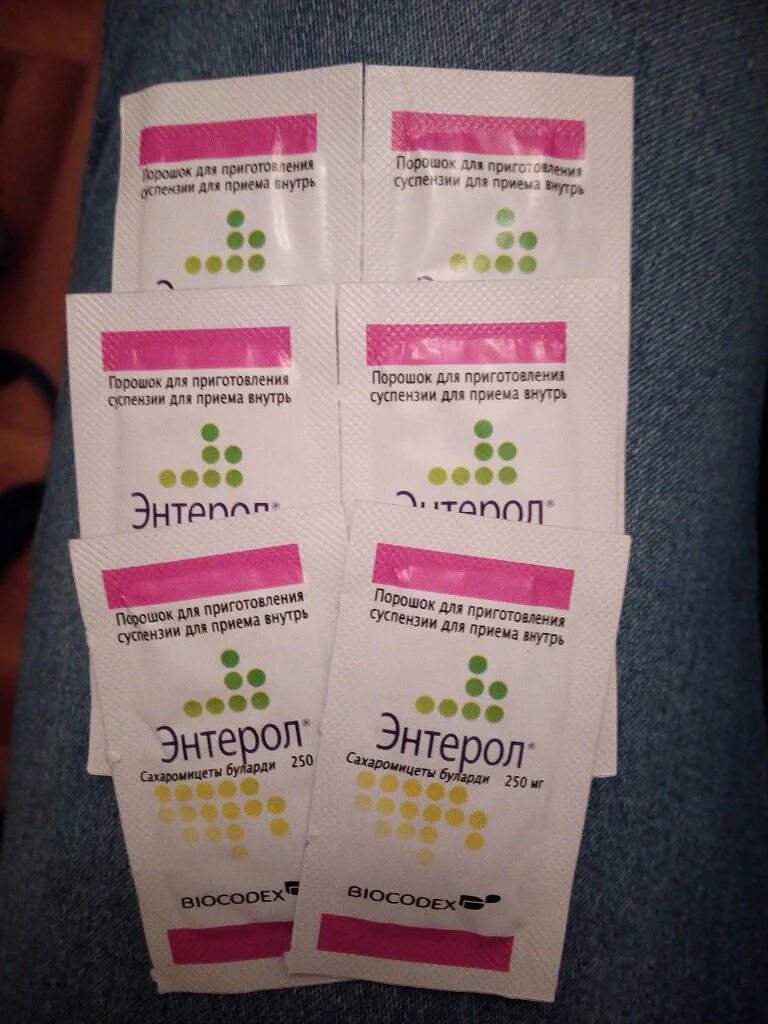 Порошок для приготовления
суспензии для приема внутрь
Порошок для приготовления
суспензии для приема внутрь
Порошок для приготовления
суспензии для приема внутрь
Энтерол®
Порошок для приготовления
суспензии для приема внутрь
Энтерол®
Порошок для приготовления
суспензии для приема внутрь
Энтерол®
Сахаромицеты буларди 250
BIOCODEX
Порошок для приготовления
суспензии для приема внутрь
Энтерол®
Сахаромицеты буларди 250 мг
BIOCODEX